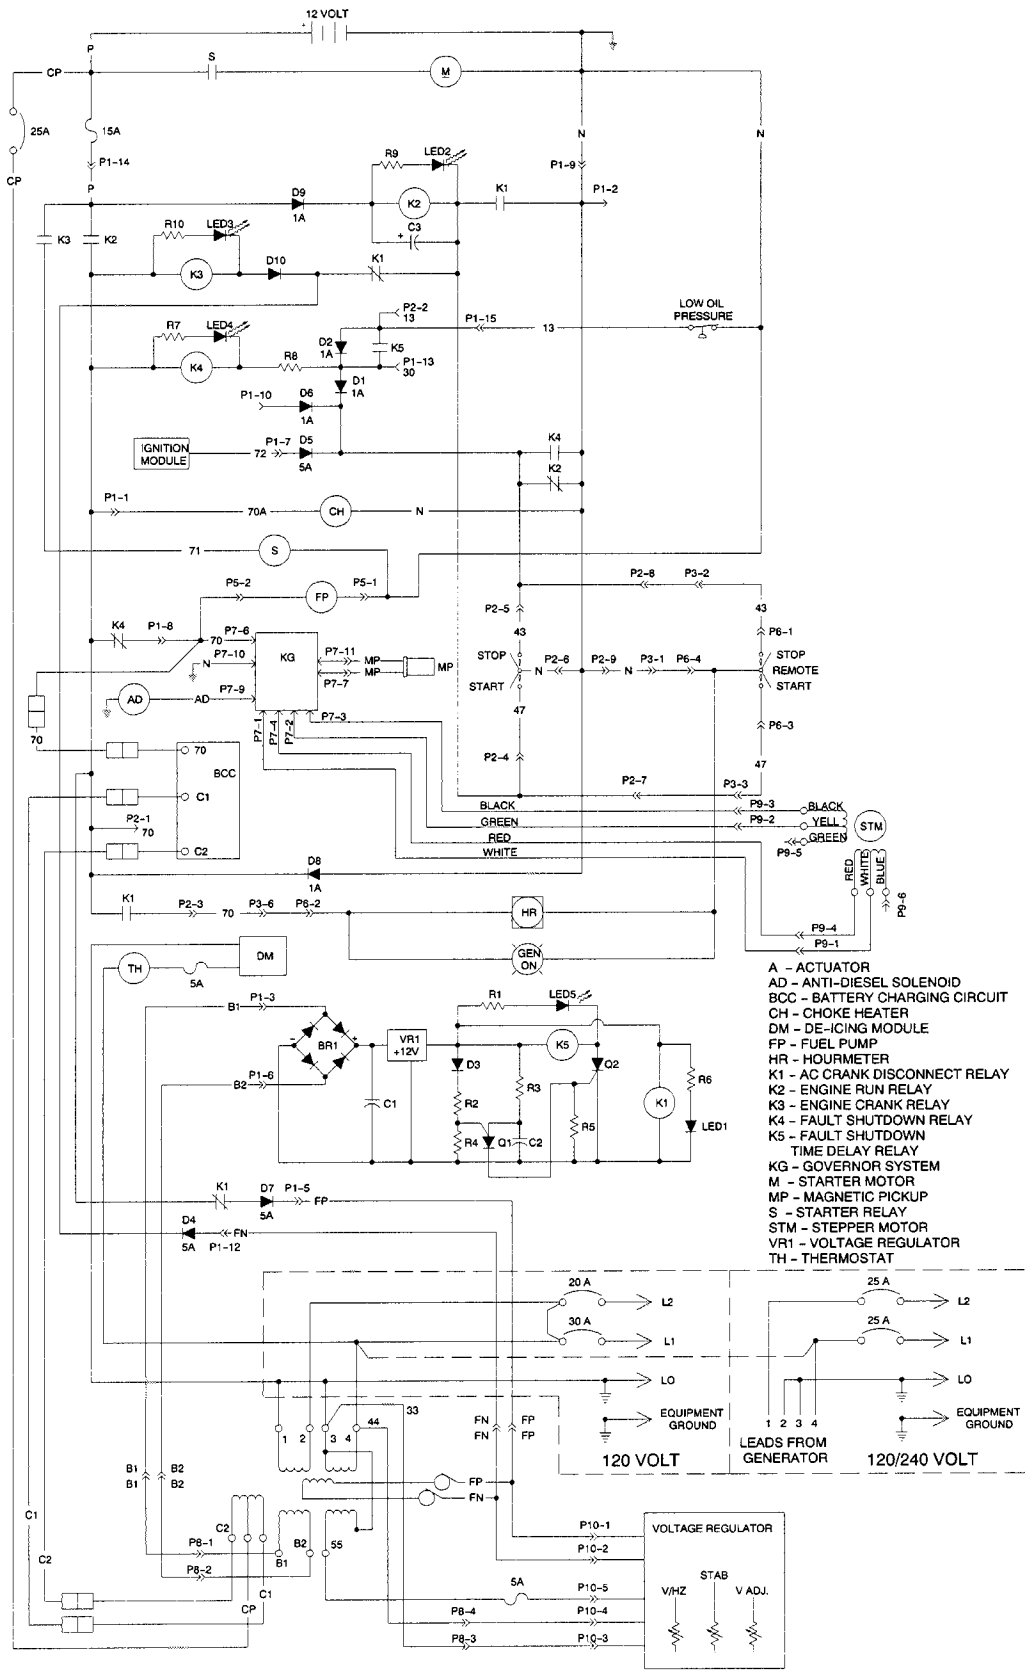 12 VOLT
+
P
S
CP
M
25A
15A
N
N
P1-14
P1-9
CP
P
R9
LED2
D9
K2
K1
P1-2
1A
C3
+
K3
K2
R10
LED3
D10
K1
K3
P2-2
13
P1-15
13
LOW OIL
PRESSURE
R7
LED4
D2
1A
K5
K4
R8
P1-13
30
D1
1A
P1-10
D6
1A
IGNITION
MODULE
P1-7
72
D5
5A
K4
K2
P1-1
70A
CH
N
71
S
P5-2
FP
P5-1
P2-8
P3-2
P2-5
43
43
K4
P1-8
70
P7-6
P7-10
N
KG
P7-11
MP
MP
MP
P7-7
STOP
START
N
P2-6
P2-9
N
P3-1
P6-4
P6-1
STOP
REMOTE
START
AD
AD
P7-9
P7-1
P7-4
P7-2
P7-3
47
P6-3
70
70
BCC
C1
P2-1
70
C2
P2-4
47
P2-7
P3-3
BLACK
P9-3
BLACK
GREEN
P9-2
YELL
STM
RED
GREEN
P9-5
WHITE
RED
WHITE
BLUE
P9-6
D8
1A
K1
P2-3
70
P3-6
P6-2
HR
P9-4
P9-1
GEN
ON
TH
5A
DM
A - ACTUATOR
AD - ANTI-DIESEL SOLENOID
BCC - BATTERY CHARGING CIRCUIT
CH - CHOKE HEATER
DM - DE-ICING MODULE
FP - FUEL PUMP
HR - HOURMETER
K1 - AC CRANK DISCONNECT RELAY
K2 - ENGINE RUN RELAY
K3 - ENGINE CRANK RELAY
K4 - FAULT SHUTDOWN RELAY
K5 - FAULT SHUTDOWN
TIME DELAY RELAY
KG - GOVERNOR SYSTEM
M - STARTER MOTOR
MP - MAGNETIC PICKUP
S - STARTER RELAY
STM - STEPPER MOTOR
VR1 - VOLTAGE REGULATOR
TH - THERMOSTAT
B1
P1-3
R1
LED5
-
BR1
+
VR1
+12V
K5
B2
P1-6
D3
R3
Q2
R6
C1
R2
K1
R4
Q1
C2
R5
LED1
K1
D7
5A
P1-5
FP
D4
5A
FN
P1-12
20 A
L2
30 A
L1
LO
EQUIPMENT
GROUND
120 VOLT
25 A
L2
25 A
L1
LO
EQUIPMENT
GROUND
1 2 3 4
LEADS FROM
GENERATOR
120/240 VOLT
33
1
2
3
4
44
FN
FN
FP
FP
B1
B1
B2
B2
FP
FN
C1
C2
C2
P8-1
B1
B2
55
P8-2
C1
CP
P10-1
P10-2
VOLTAGE REGULATOR
STAB
V/HZ
V ADJ.
5A
P10-5
P8-4
P10-4
P8-3
P10-3